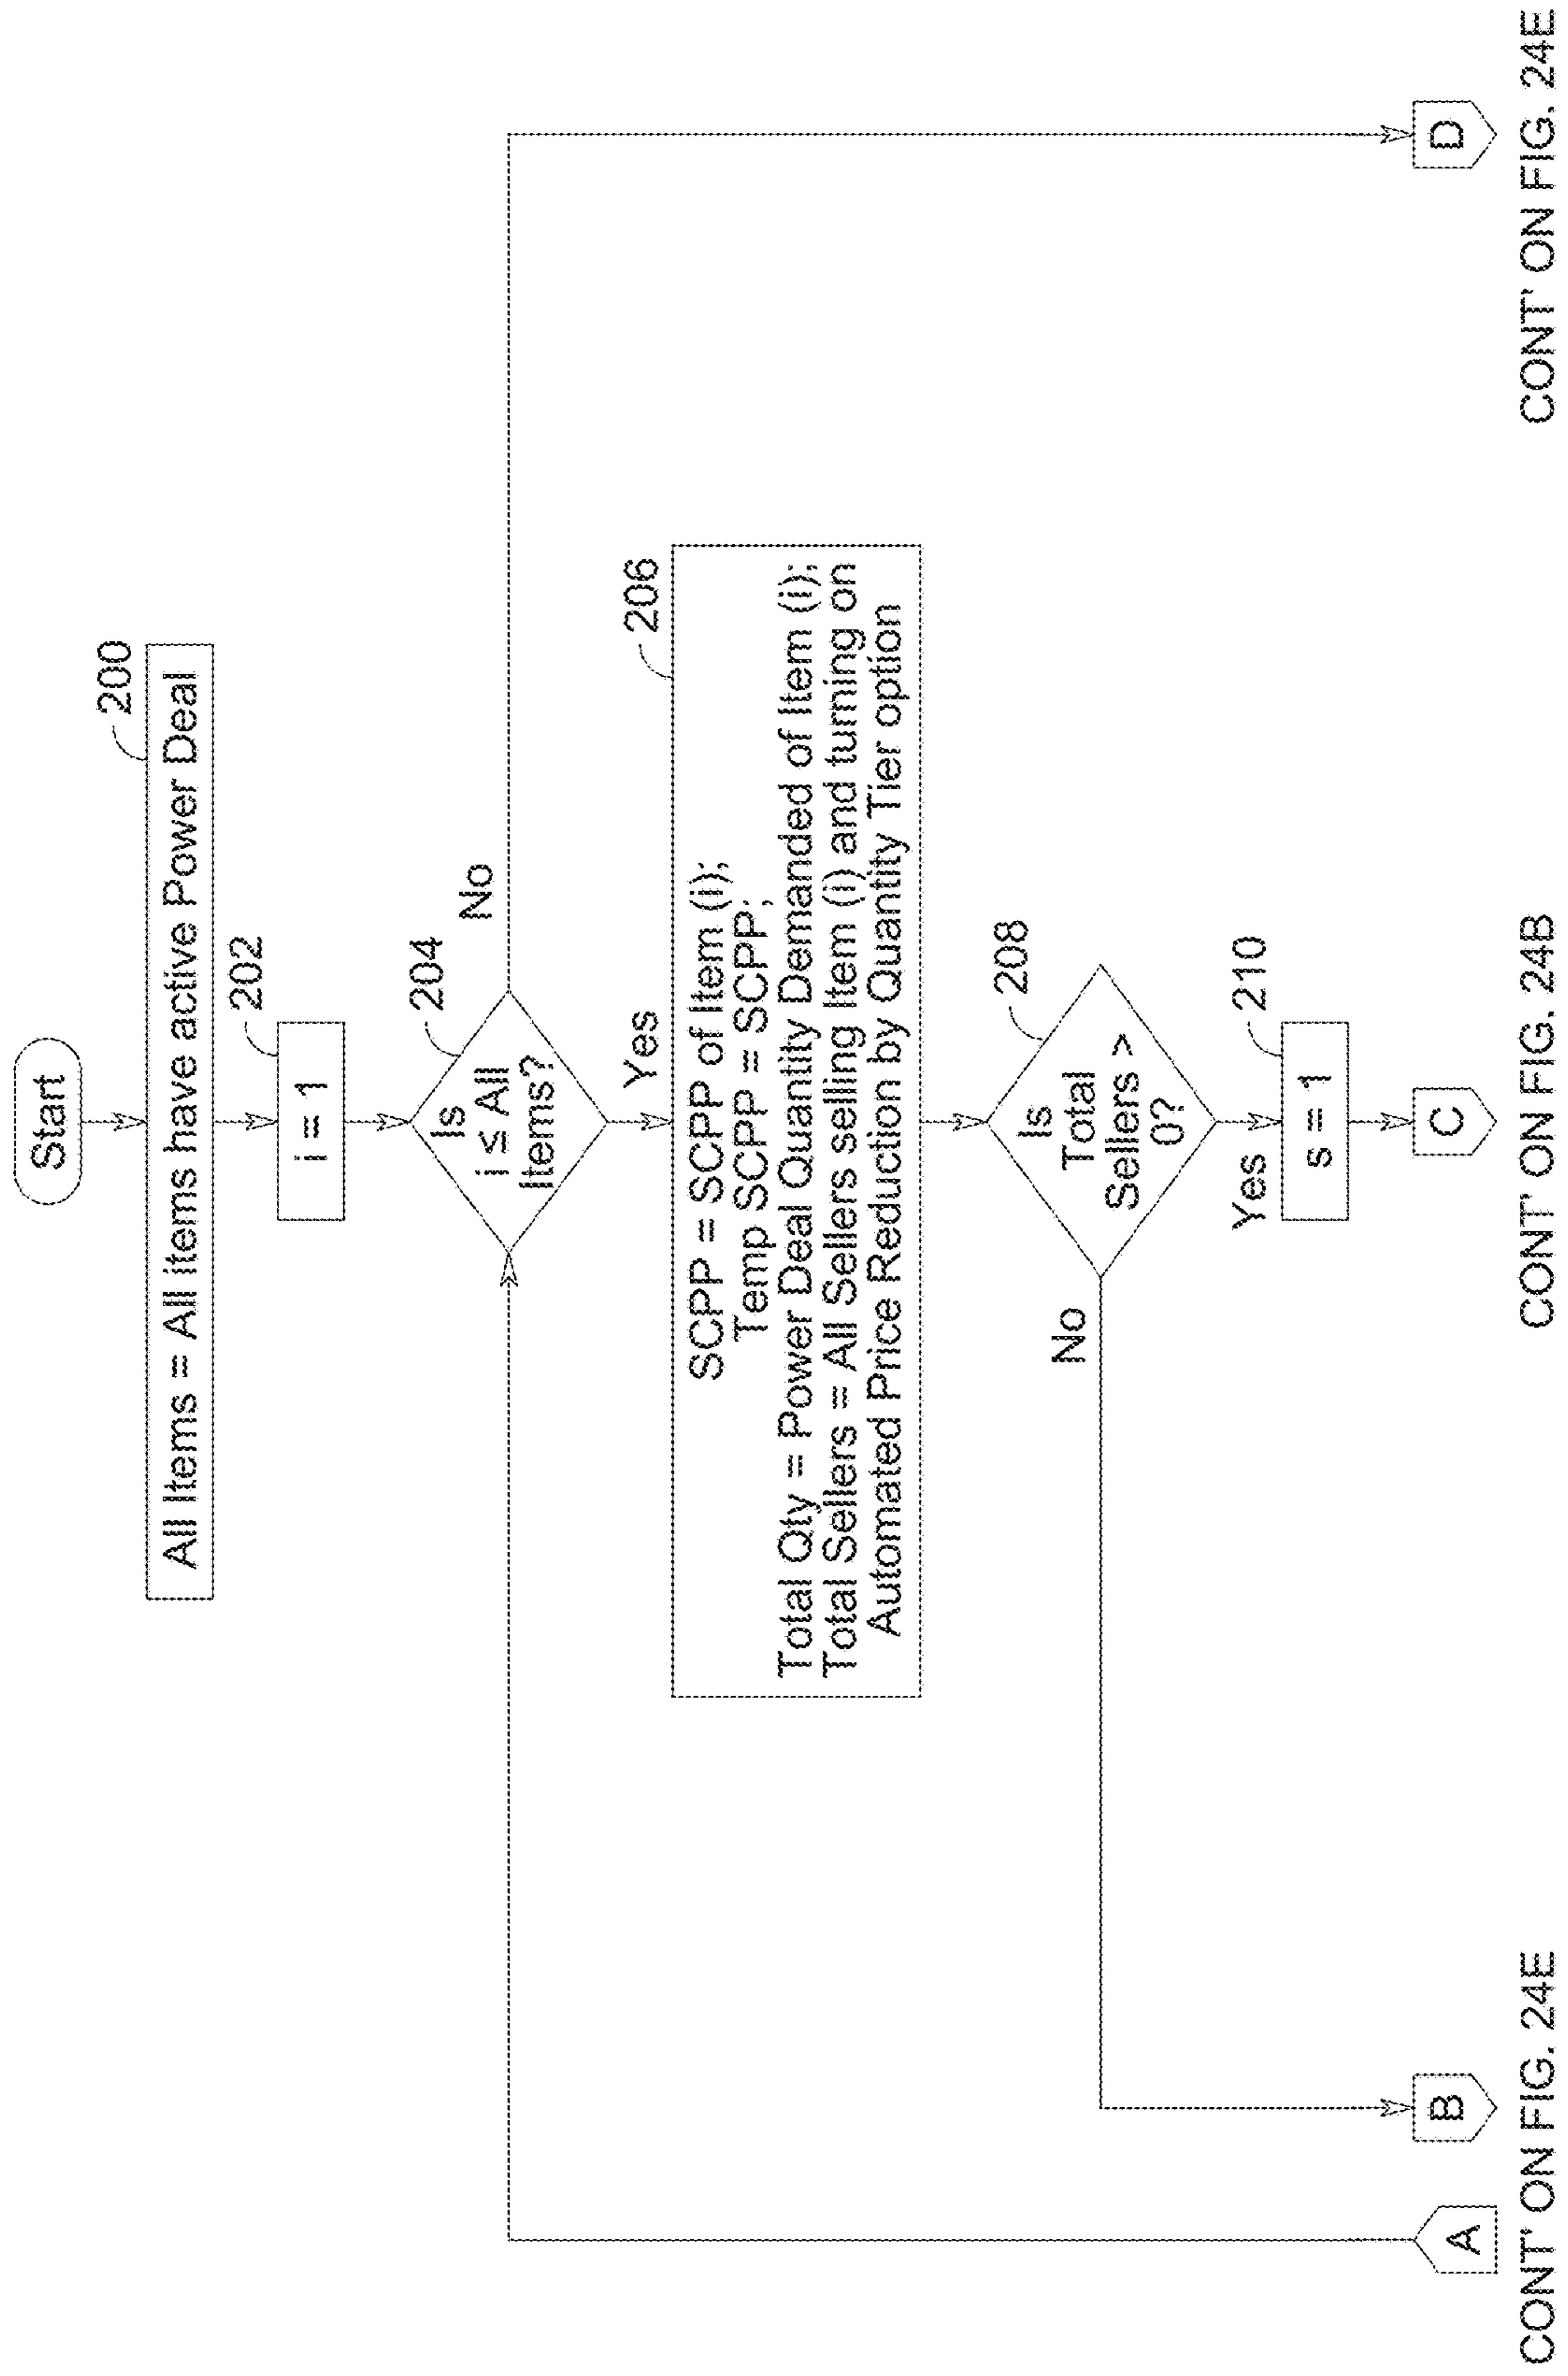 Start
200
All Items = All items have active Power Deal
202
i = 1
204
Is
i ≤ All
Items?
No
Yes
206
SCPP = SCPP of Item (i);
Temp SCPP = SCPP;
Total Qty = Power Deal Quantity Demanded of Item (i);
Total Sellers = All Sellers selling Item (i) and turning on
Automated Price Reduction by Quantity Tier option
208
Is
Total
Sellers >
0?
No
Yes
210
s = 1
A
B
C
D
CONT' ON FIG. 24E
CONT' ON FIG. 24B
CONT' ON FIG. 24E